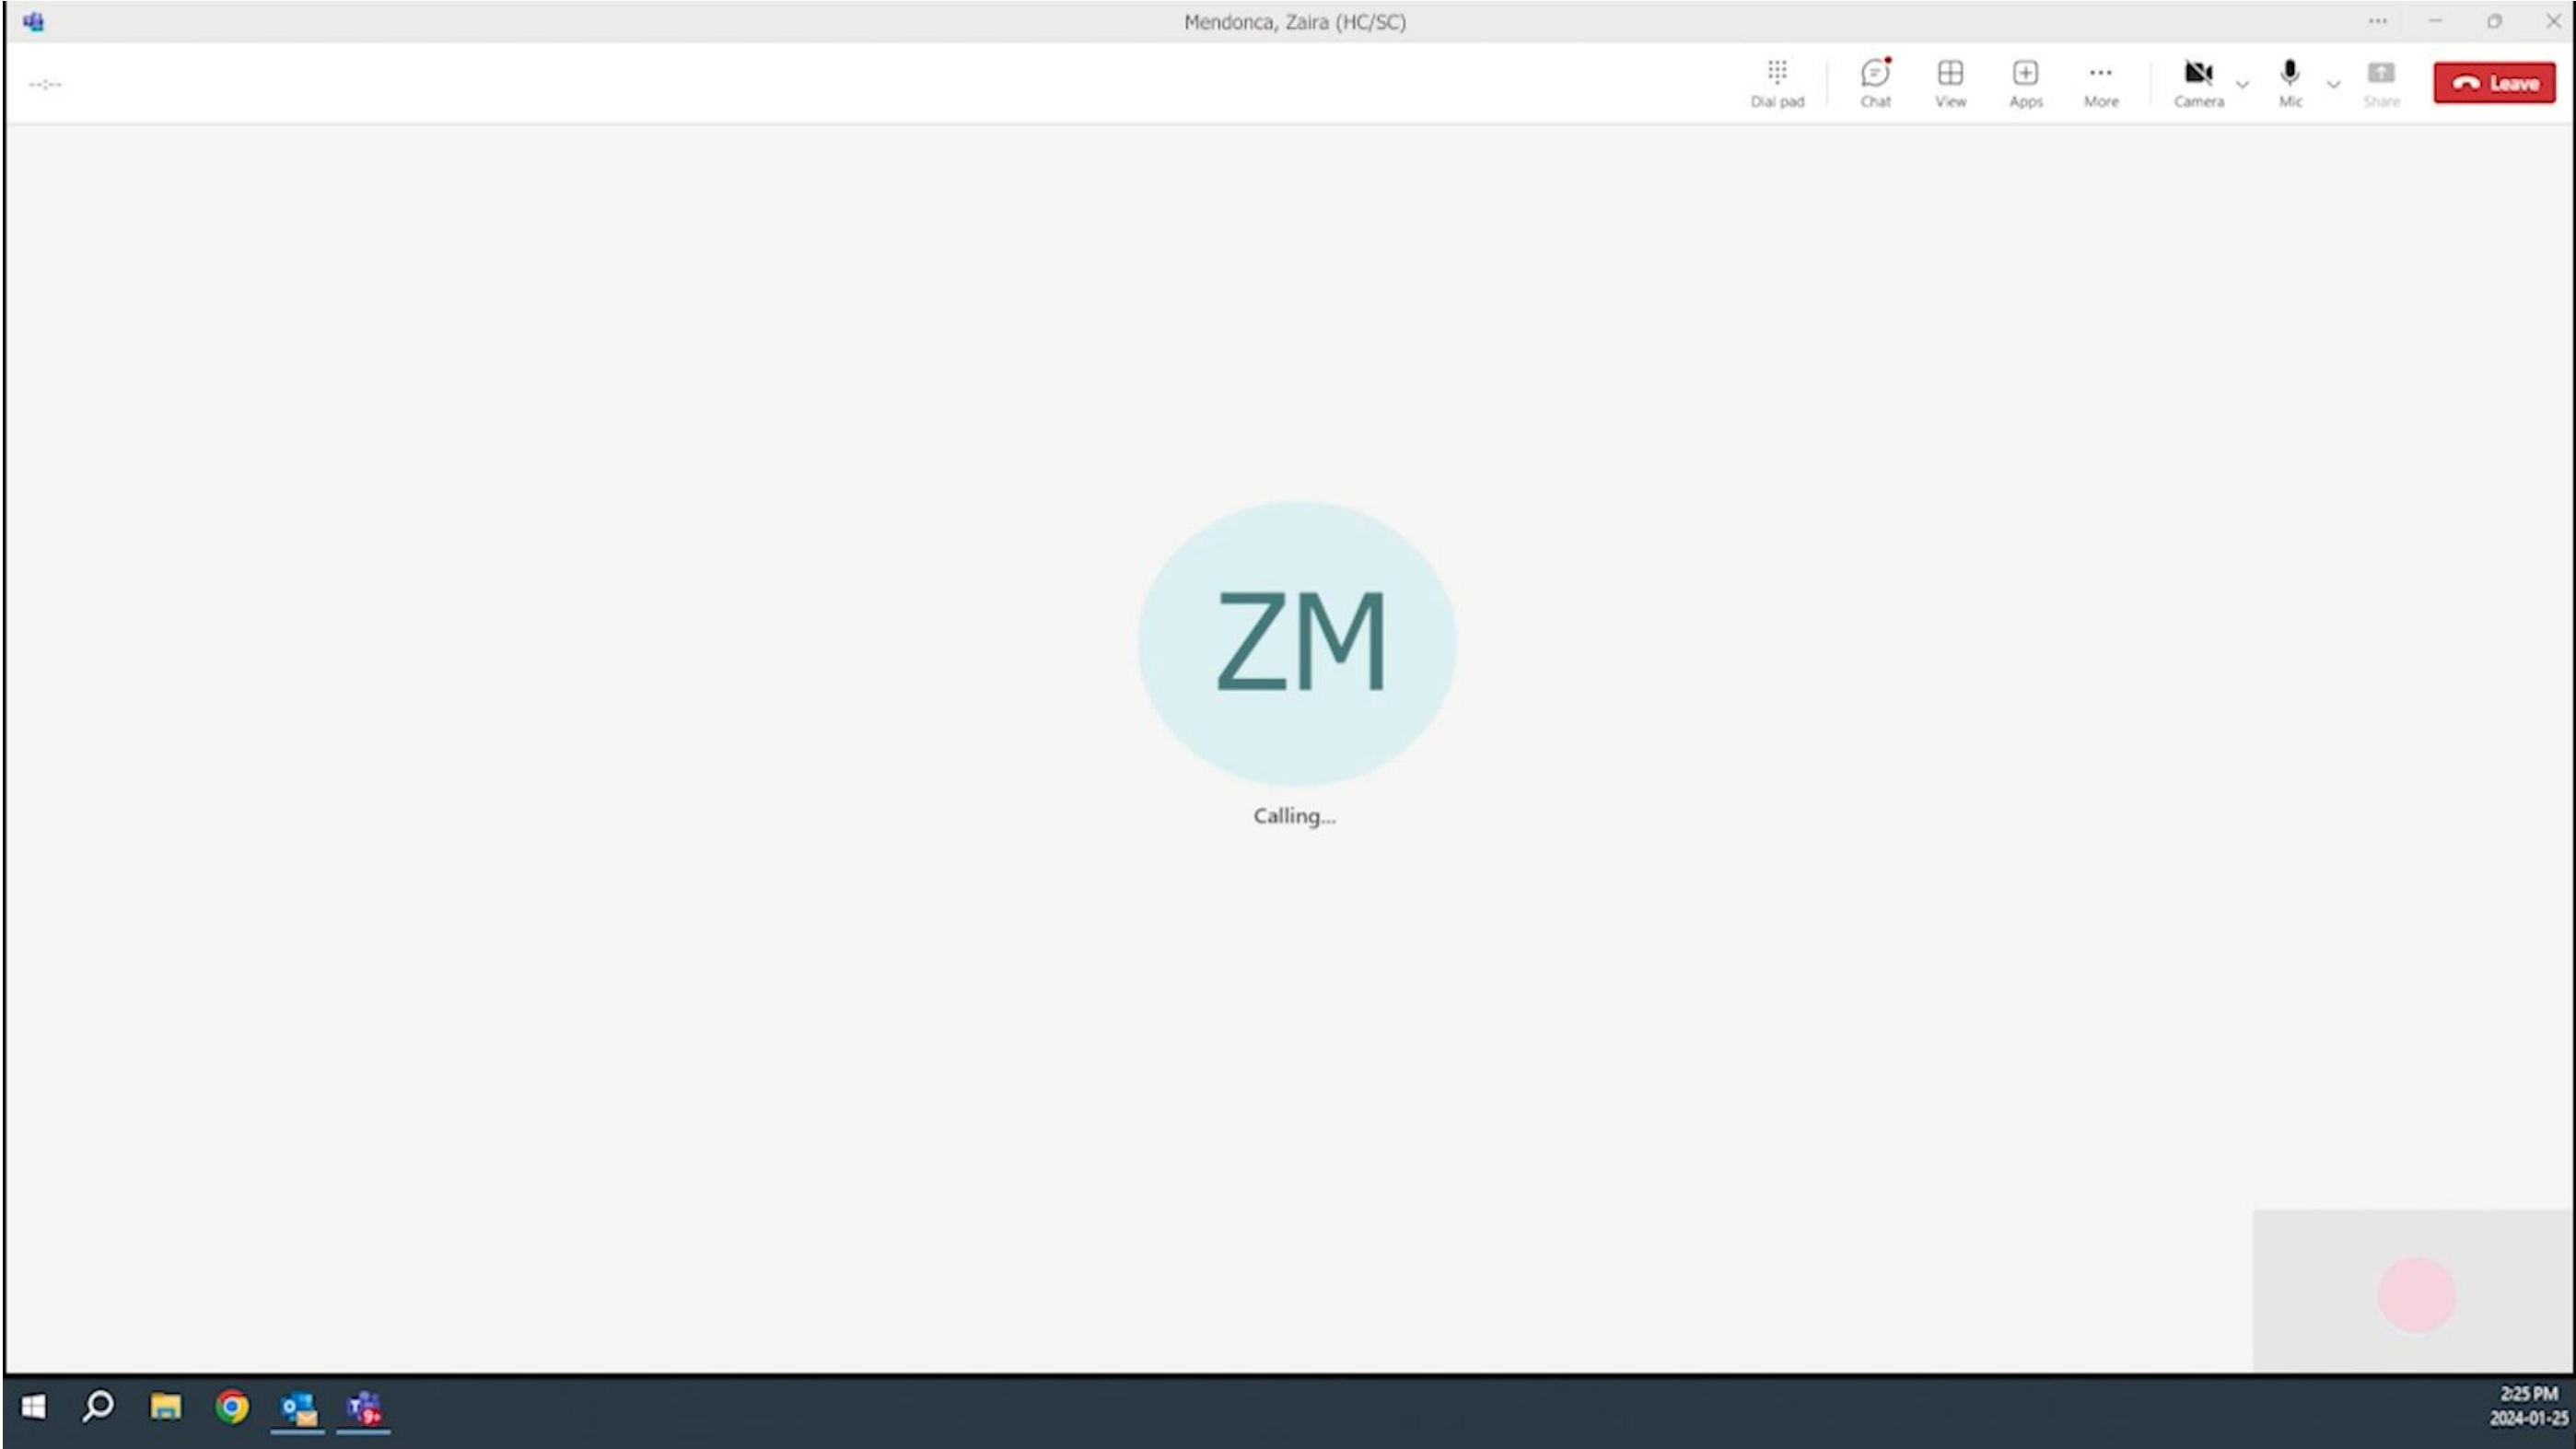 Mendonca, Zaira (HC/SC)
--:--
Dial pad
Chat
View
Apps
More
Camera
Mic
Share
Leave
ZM
Calling...
9+
2:25 PM
2024-01-25